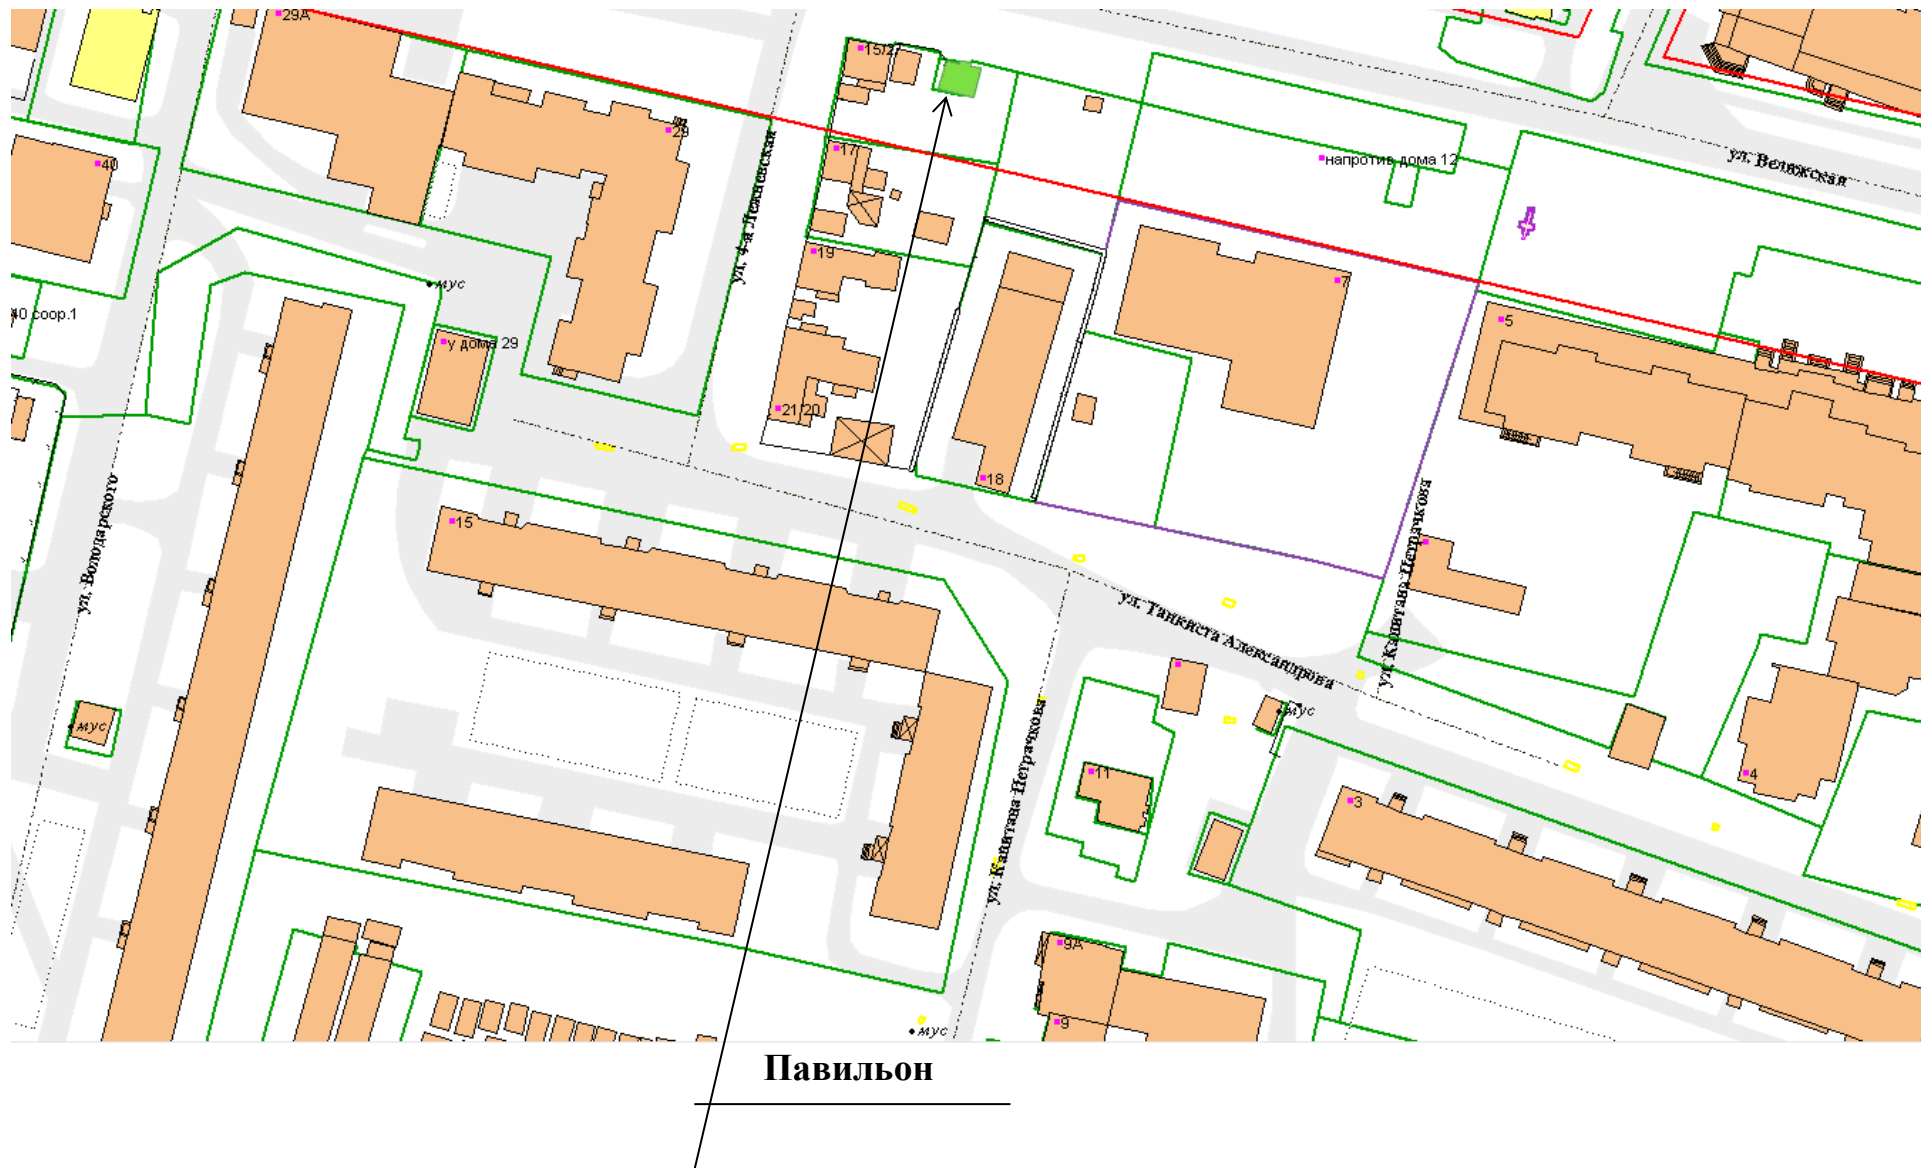 29А
15/2
29
40
17
напротив дома 12
ул. Велижская
ул. 4-я Лежневская
19
7
мус
40 соор.1
5
у дома 29
21/20
18
15
ул. Володарского
ул. Капитана Петрачкова
ул. Танкиста Александрова
мус
мус
11
4
3
ул. Капитана Петрачкова
9А
9
мус
Павильон